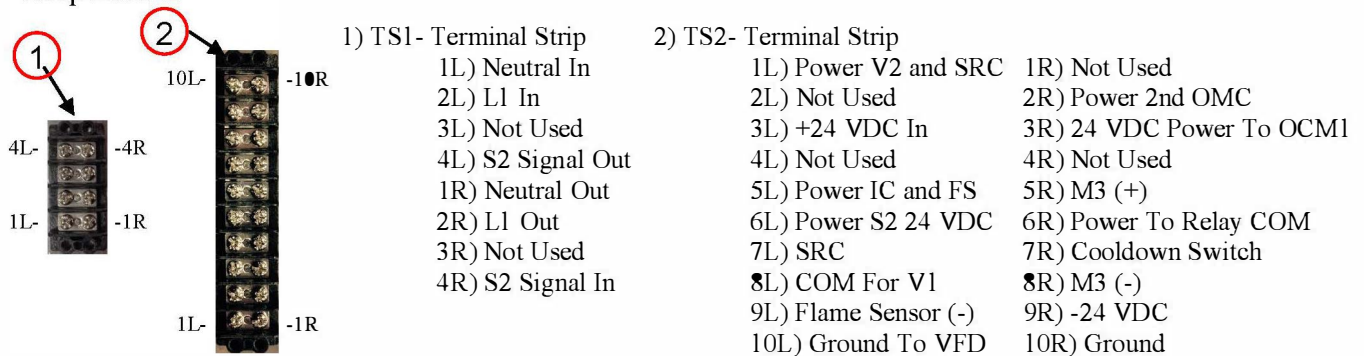 1
2
10L-
-10R
4L-
-4R
1L-
-1R
1L-
-1R
1) TS1- Terminal Strip
1L) Neutral In
2L) L1 In
3L) Not Used
4L) S2 Signal Out
1R) Neutral Out
2R) L1 Out
3R) Not Used
4R) S2 Signal In
2) TS2- Terminal Strip
1L) Power V2 and SRC 1R) Not Used
2L) Not Used 2R) Power 2nd OMC
3L) +24 VDC In 3R) 24 VDC Power To OCM1
4L) Not Used 4R) Not Used
5L) Power IC and FS 5R) M3 (+)
6L) Power S2 24 VDC 6R) Power To Relay COM
7L) SRC 7R) Cooldown Switch
8L) COM For V1 8R) M3 (-)
9L) Flame Sensor (-) 9R) -24 VDC
10L) Ground To VFD 10R) Ground